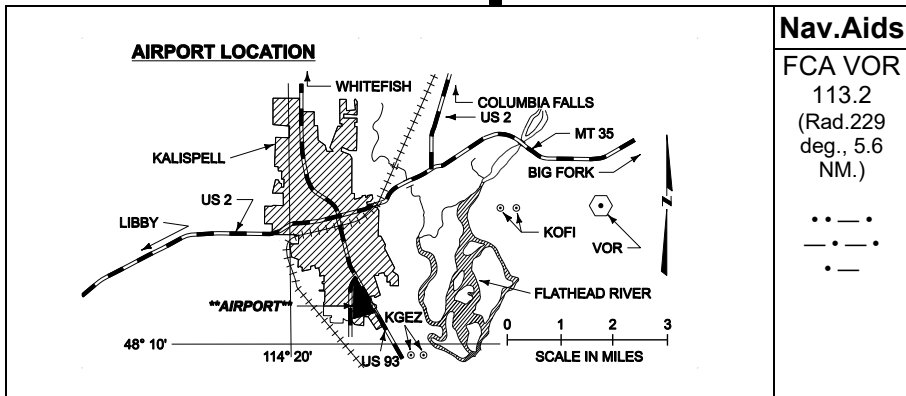 AIRPORT LOCATION
WHITEFISH
COLUMBIA FALLS
US 2
MT 35
KALISPELL
BIG FORK
US 2
LIBBY
KOFI
VOR
**AIRPORT**
FLATHEAD RIVER
KGEZ
48° 10'
114° 20'
US 93
0 1 2 3
SCALE IN MILES
N
Nav.Aids
FCA VOR
113.2
(Rad.229
deg., 5.6
NM.)
• • — •
— • — •
• —